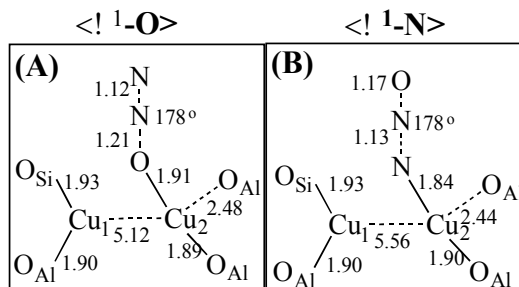 <! ¹-O>
<! ¹-N>
(A)
N
1.12
N 178 º
1.21
O
O_Si 1.93 1.91 O_Al
Cu₁ 5.12 Cu₂ 2.48
O_Al 1.90 1.89 O_Al
(B)
1.17 O
N 178 º
1.13
N
O_Si 1.93 1.84 O_A
Cu₁ 5.56 Cu₂ 2.44
O_Al 1.90 1.90 O_Al